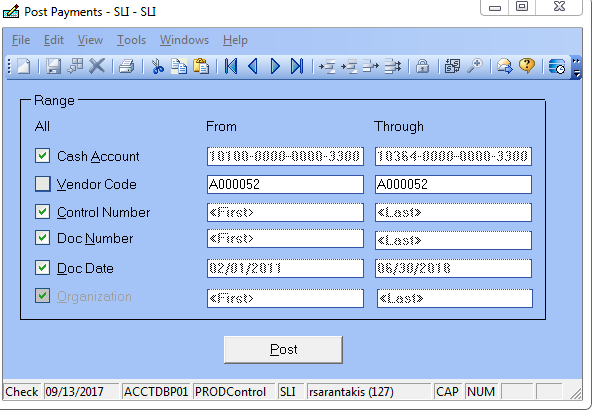 Post Payments - SLI - SLI
File Edit View Tools Windows Help
Range
All From Through
Cash Account 10100-0000-0000-3300 10364-0000-0000-3300
Vendor Code A000052 A000052
Control Number <First> <Last>
Doc Number <First> <Last>
Doc Date 02/01/2011 06/30/2018
Organization <First> <Last>
Post
Check 09/13/2017 ACCTDBP01 PRODControl SLI rsarantakis (127) CAP NUM